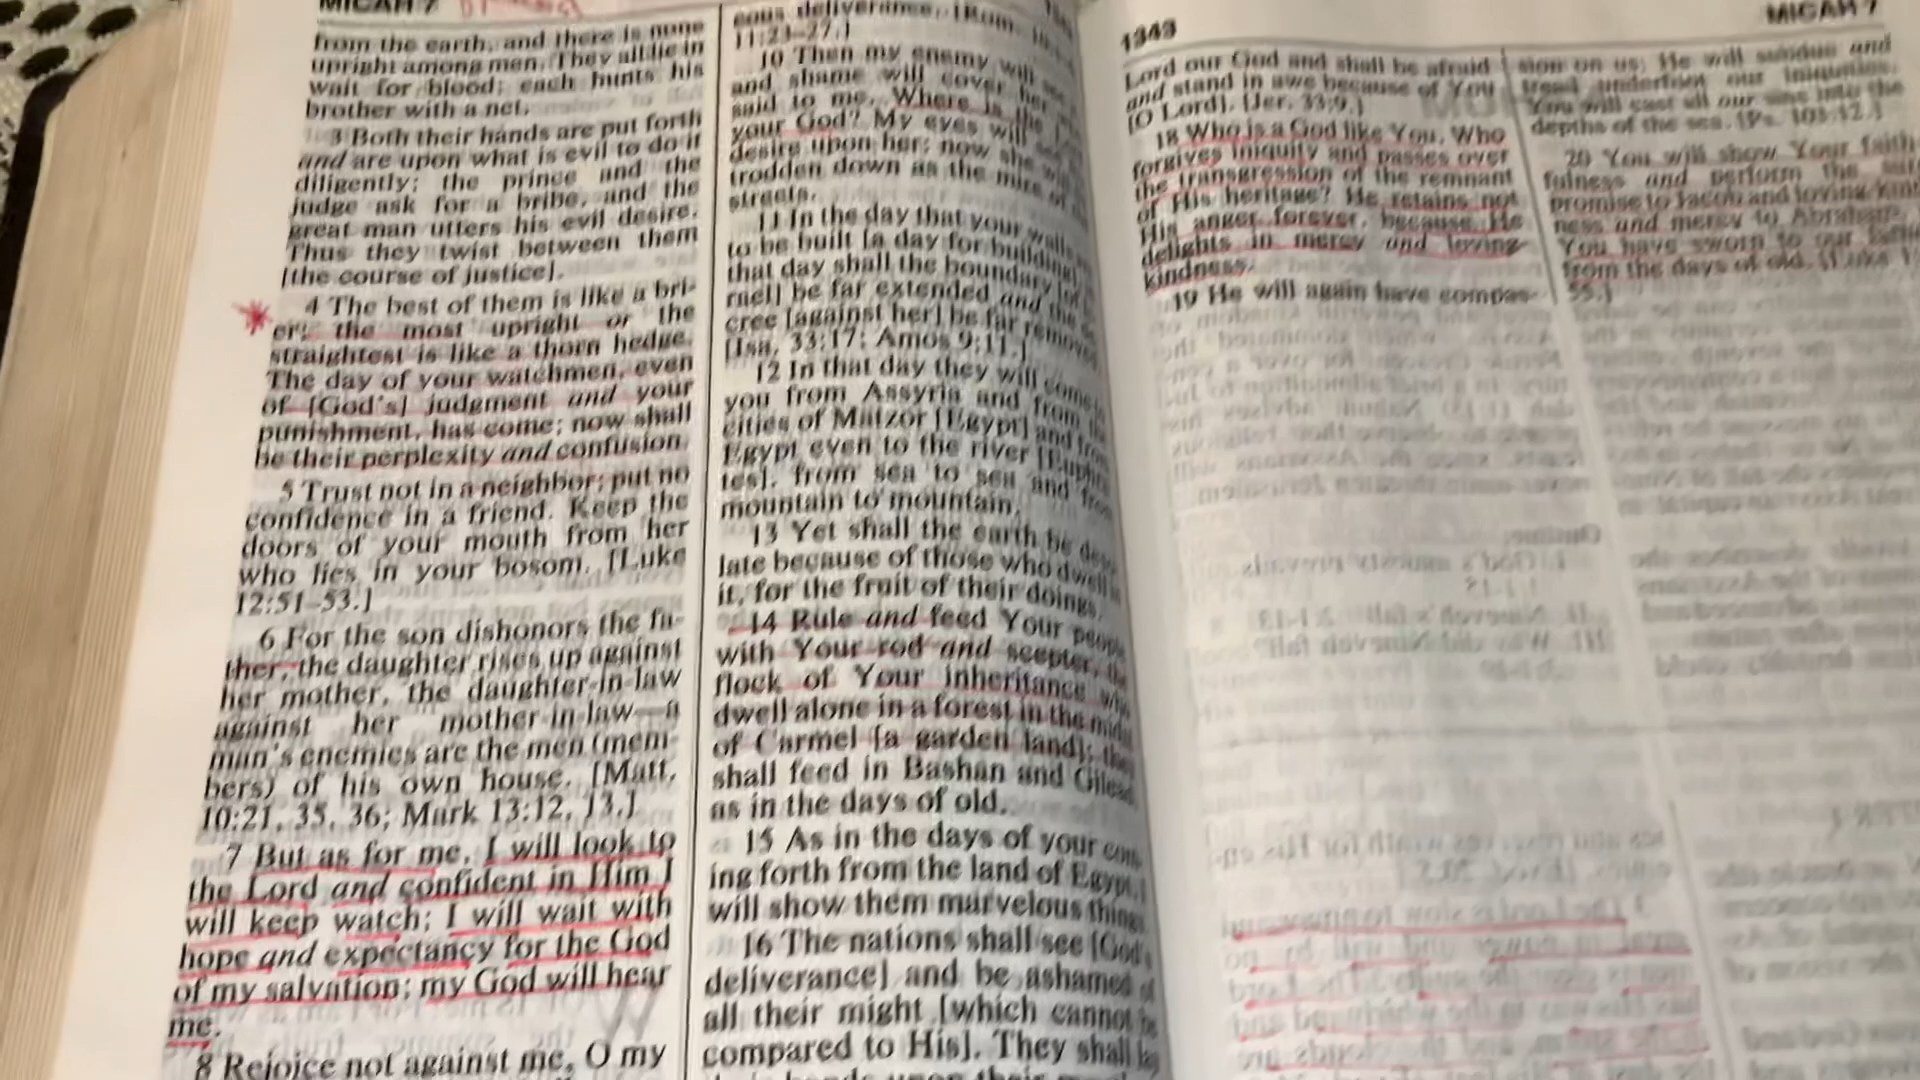 MICAH 7
from the earth, and there is none
upright among men. They all lie in
wait for blood; each hunts his
brother with a net.
3 Both their hands are put forth
and are upon what is evil to do it
diligently; the prince and the
judge ask for a bribe, and the
great man utters his evil desire.
Thus they twist between them
[the course of justice].
4 The best of them is like a bri-
er; the most upright or the
straightest is like a thorn hedge.
The day of your watchmen, even
of [God's] judgment and your
punishment, has come; now shall
be their perplexity and confusion.
5 Trust not in a neighbor; put no
confidence in a friend. Keep the
doors of your mouth from her
who lies in your bosom. [Luke
12:51-53.]
6 For the son dishonors the fa-
ther, the daughter rises up against
her mother, the daughter-in-law
against her mother-in-law—a
man's enemies are the men (mem-
bers) of his own house. [Matt.
10:21, 35, 36; Mark 13:12, 13.]
7 But as for me, I will look to
the Lord and confident in Him I
will keep watch; I will wait with
hope and expectancy for the God
of my salvation; my God will hear
me.
8 Rejoice not against me, O my
eous deliverance. [Rom.
11:23-27.]
10 Then my enemy will
and shame will cover her
said to me, Where is the
your God? My eyes will
desire upon her; now she
trodden down as the mire of
streets.
11 In the day that your walls
to be built [a day for building]
that day shall the boundary
rael] be far extended and the
cree [against her] be far removed
[Isa. 33:17; Amos 9:11.]
12 In that day they will come
you from Assyria and from
cities of Matzor [Egypt] and from
Egypt even to the river
tes], from sea to sea and from
mountain to mountain.
13 Yet shall the earth be
late because of those who dwell
it, for the fruit of their doings.
14 Rule and feed Your people
with Your rod and scepter,
flock of Your inheritance
dwell alone in a forest in the
of Carmel [a garden land];
shall feed in Bashan and Gilead
as in the days of old.
15 As in the days of your com-
ing forth from the land of Egypt,
will show them marvelous things
16 The nations shall see [God's
deliverance] and be ashamed of
all their might [which cannot be
compared to His]. They shall
1343
MICAH 7
Lord our God and shall be afraid
and stand in awe because of You
[O Lord]. [Jer. 33:9.]
18 Who is a God like You, Who
forgives iniquity and passes over
the transgression of the remnant
of His heritage? He retains not
His anger forever, because He
delights in mercy and loving-
kindness.
19 He will again have compas-
sion on us; He will subdue and
tread underfoot our iniquities.
You will cast all our sins into the
depths of the sea. [Ps. 103:12.]
20 You will show Your faith-
fulness and perform the
promise to Jacob and loving-kind-
ness and mercy to Abraham,
You have sworn to our
from the days of old. [Luke
55.]